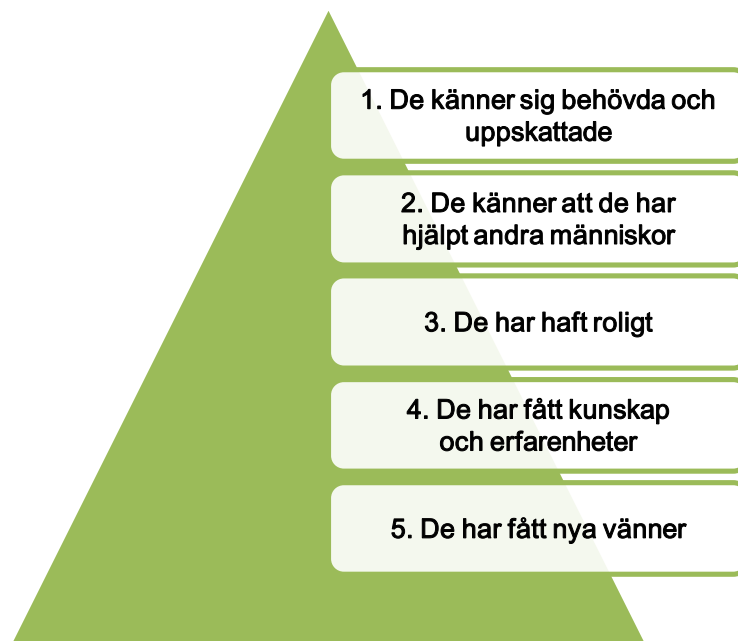 1. De känner sig behövda och
uppskattade
2. De känner att de har
hjälpt andra människor
3. De har haft roligt
4. De har fått kunskap
och erfarenheter
5. De har fått nya vänner